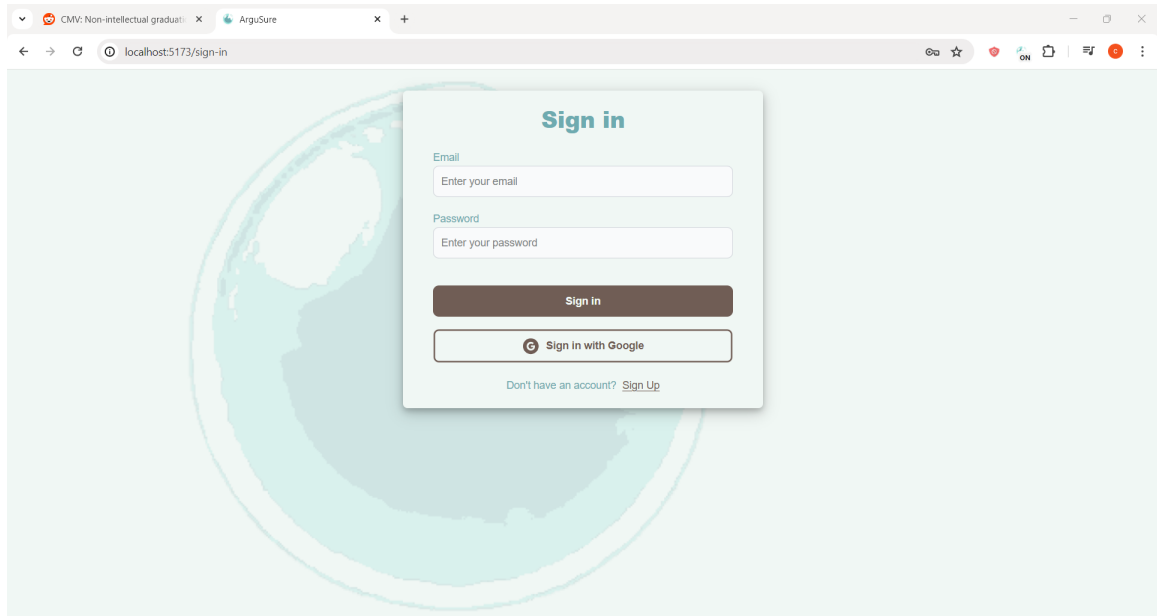 CMV: Non-intellectual graduati
ArguSure
localhost:5173/sign-in
ON
C
Sign in
Email
Enter your email
Password
Enter your password
Sign in
G Sign in with Google
Don't have an account? Sign Up